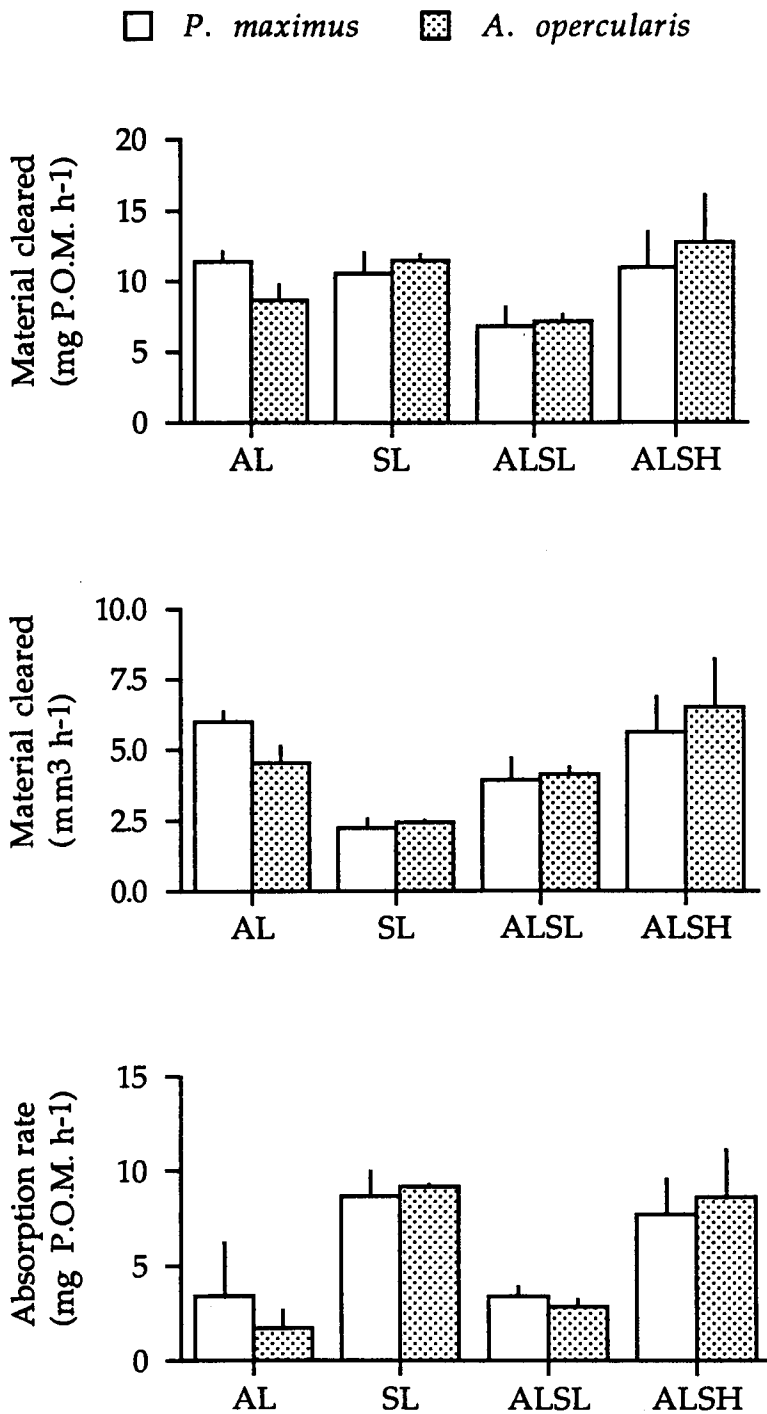 P. maximus A. opercularis
Material cleared
(mg P.O.M. h-1)
20
15
10
5
0
AL SL ALSL ALSH
Material cleared
(mm3 h-1)
10.0
7.5
5.0
2.5
0.0
AL SL ALSL ALSH
Absorption rate
(mg P.O.M. h-1)
15
10
5
0
AL SL ALSL ALSH